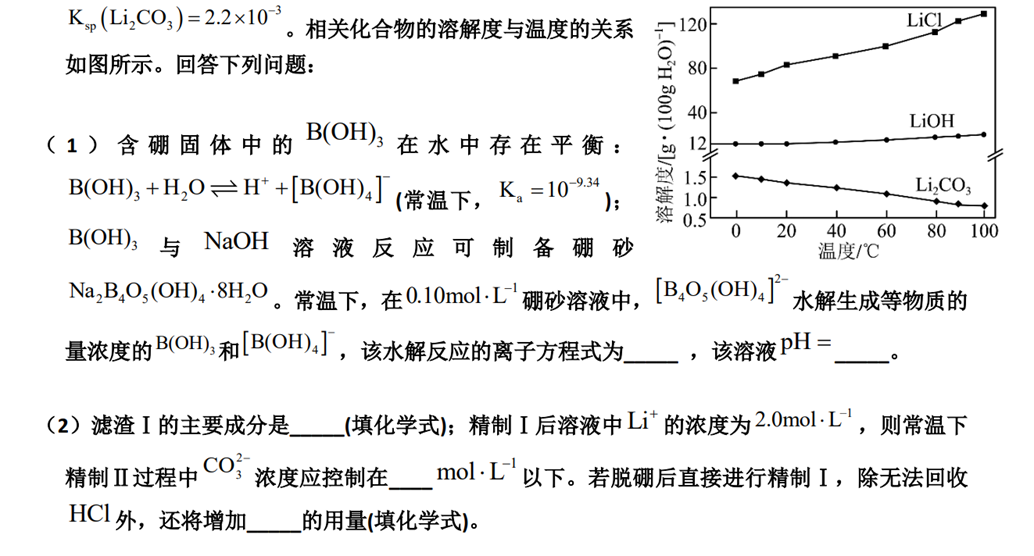 K_sp(Li₂CO₃)=2.2×10⁻³。相关化合物的溶解度与温度的关系
如图所示。回答下列问题：
（1）含硼固体中的 B(OH)₃ 在水中存在平衡：
B(OH)₃+H₂O⇌H⁺+[B(OH)₄]⁻(常温下，Kₐ=10⁻⁹·³⁴);
B(OH)₃ 与 NaOH 溶液反应可制备硼砂
Na₂B₄O₅(OH)₄·8H₂O。常温下，在0.10mol·L⁻¹硼砂溶液中，[B₄O₅(OH)₄]²⁻水解生成等物质的
量浓度的B(OH)₃和[B(OH)₄]⁻，该水解反应的离子方程式为_____ ，该溶液pH=_____。
（2）滤渣Ⅰ的主要成分是_____(填化学式)；精制Ⅰ后溶液中Li⁺的浓度为2.0mol·L⁻¹，则常温下
精制Ⅱ过程中CO₃²⁻浓度应控制在____mol·L⁻¹以下。若脱硼后直接进行精制Ⅰ，除无法回收
HCl外，还将增加_____的用量(填化学式)。
溶解度/[g·(100g H₂O)⁻¹]
120
80
40
12
1.5
1.0
0.5
LiCl
LiOH
Li₂CO₃
0 20 40 60 80 100
温度/℃